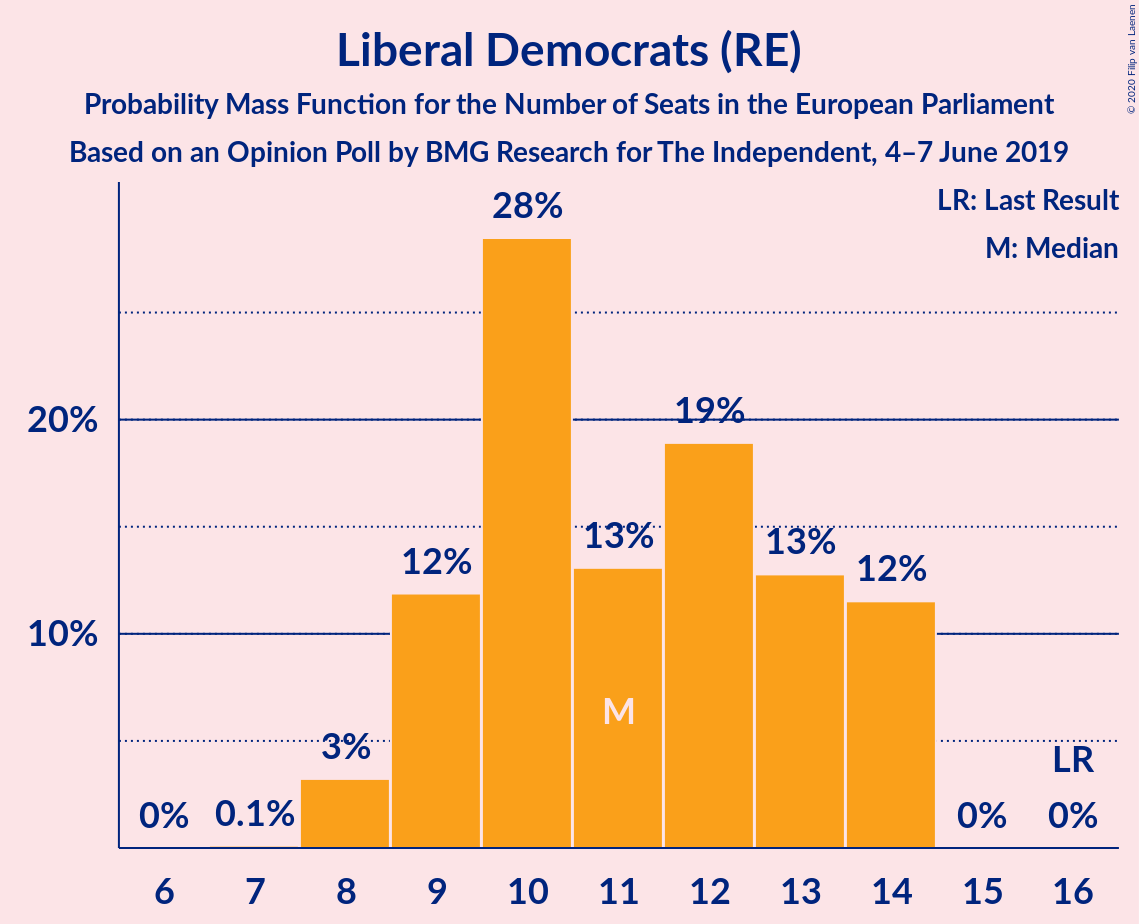 © 2020 Filip van Laenen
Liberal Democrats (RE)
Probability Mass Function for the Number of Seats in the European Parliament
Based on an Opinion Poll by BMG Research for The Independent, 4–7 June 2019
LR: Last Result
M: Median
28%
20%
19%
13%
13%
12%
12%
10%
M
3%
LR
0%
0.1%
0%
0%
6 7 8 9 10 11 12 13 14 15 16